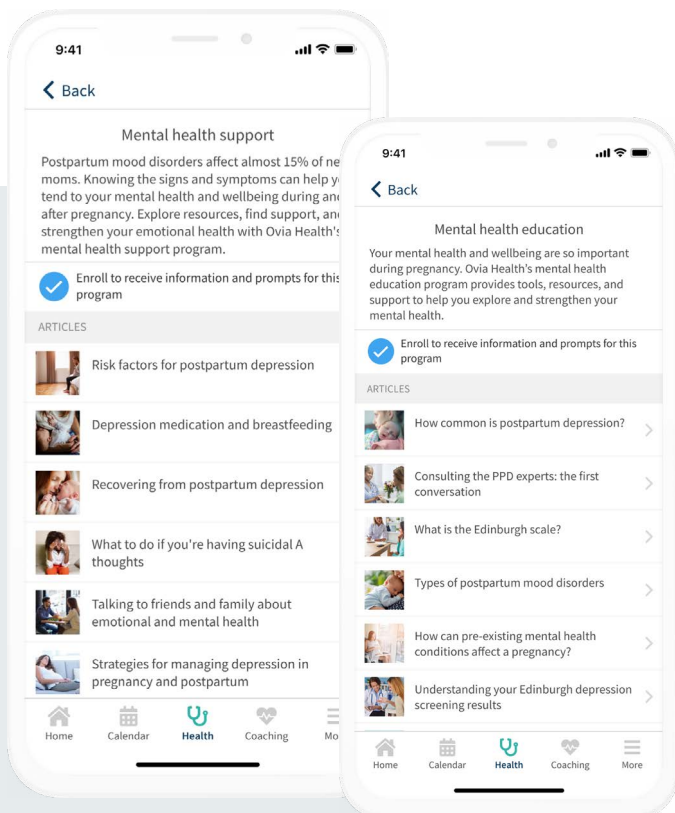 9:41
Back
Mental health support
Postpartum mood disorders affect almost 15% of ne
moms. Knowing the signs and symptoms can help y
tend to your mental health and wellbeing during and
after pregnancy. Explore resources, find support, and
strengthen your emotional health with Ovia Health's
mental health support program.
Enroll to receive information and prompts for this
program
ARTICLES
Risk factors for postpartum depression
Depression medication and breastfeeding
Recovering from postpartum depression
What to do if you're having suicidal A
thoughts
Talking to friends and family about
emotional and mental health
Strategies for managing depression in
pregnancy and postpartum
Home
Calendar
Health
Coaching
Mo
9:41
Back
Mental health education
Your mental health and wellbeing are so important
during pregnancy. Ovia Health's mental health
education program provides tools, resources, and
support to help you explore and strengthen your
mental health.
Enroll to receive information and prompts for this
program
ARTICLES
How common is postpartum depression?
Consulting the PPD experts: the first
conversation
What is the Edinburgh scale?
Types of postpartum mood disorders
How can pre-existing mental health
conditions affect a pregnancy?
Understanding your Edinburgh depression
screening results
Home
Calendar
Health
Coaching
More